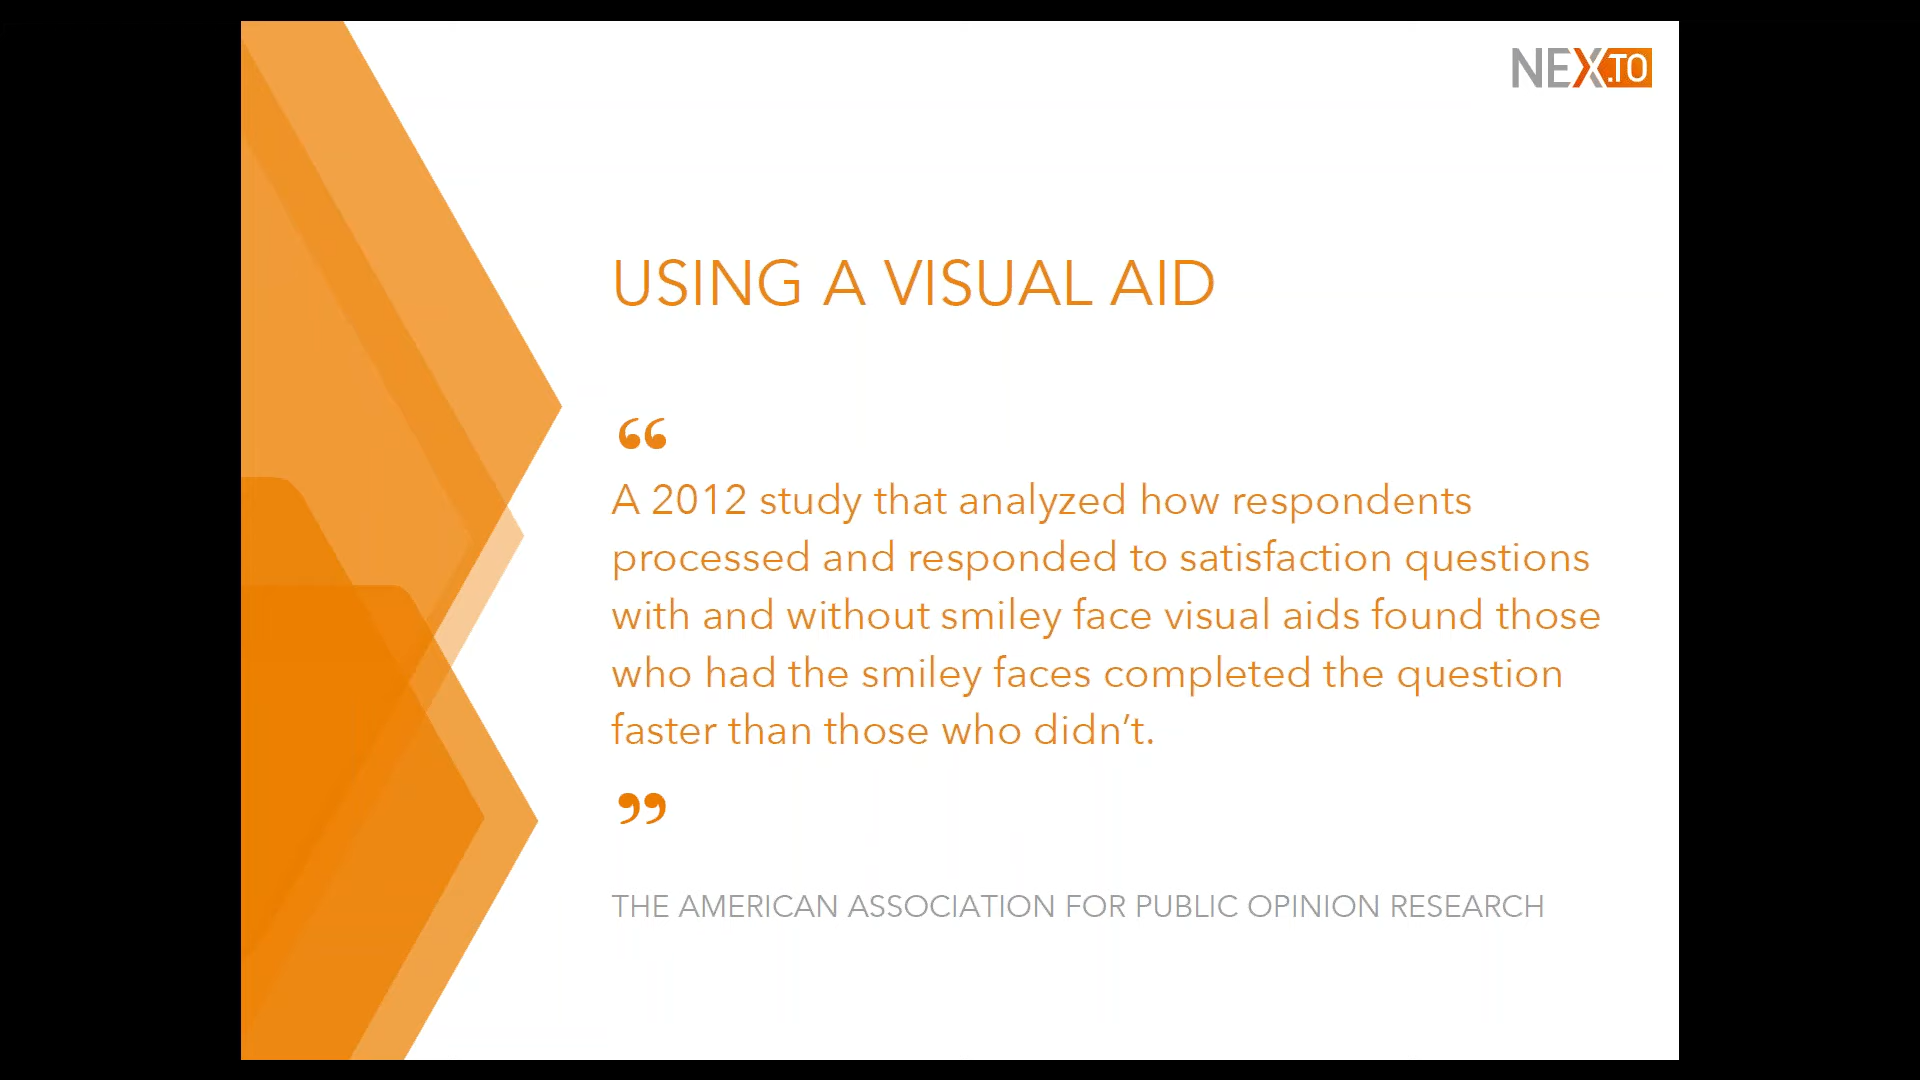 NEX.TO
USING A VISUAL AID
“
A 2012 study that analyzed how respondents
processed and responded to satisfaction questions
with and without smiley face visual aids found those
who had the smiley faces completed the question
faster than those who didn’t.
”
THE AMERICAN ASSOCIATION FOR PUBLIC OPINION RESEARCH